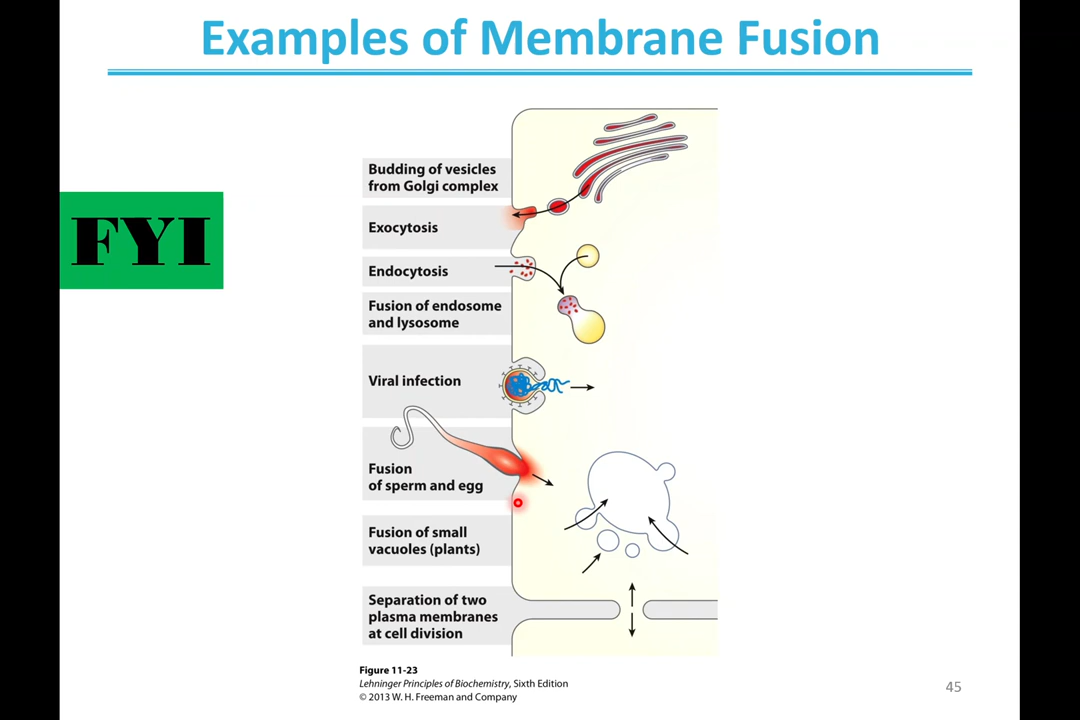 Examples of Membrane Fusion
FYI
Budding of vesicles
from Golgi complex
Exocytosis
Endocytosis
Fusion of endosome
and lysosome
Viral infection
Fusion
of sperm and egg
Fusion of small
vacuoles (plants)
Separation of two
plasma membranes
at cell division
Figure 11-23
Lehninger Principles of Biochemistry, Sixth Edition
© 2013 W. H. Freeman and Company
45